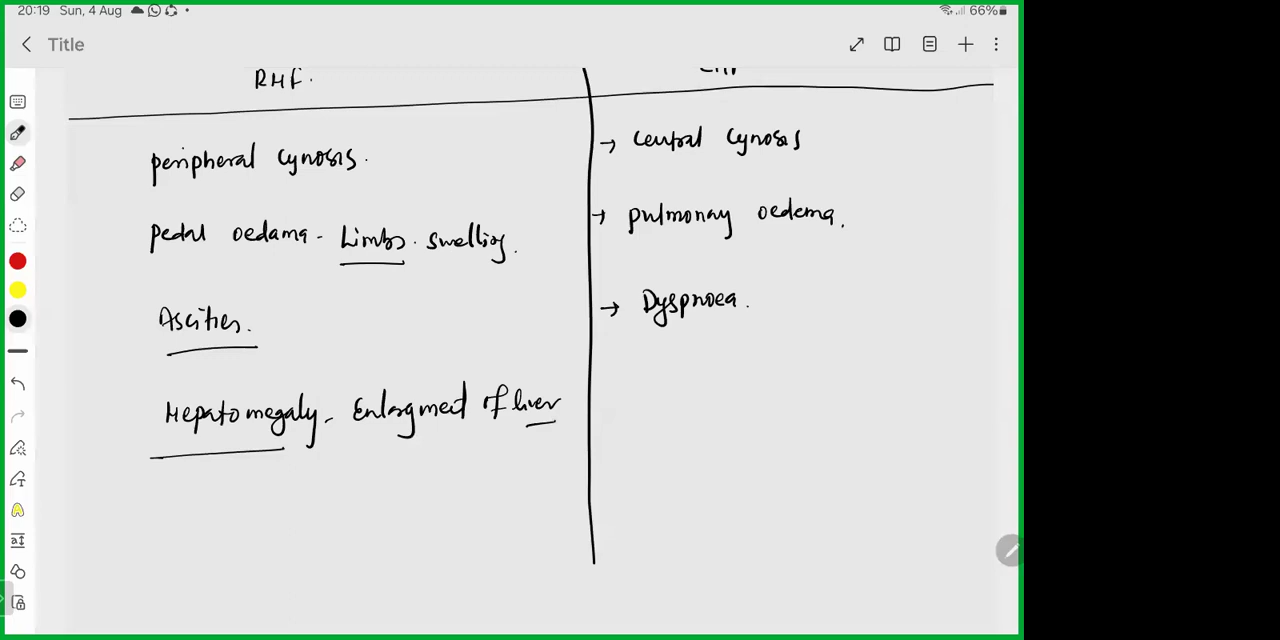 20:19 Sun, 4 Aug 66%
Title
RHF.
peripheral cynosis.
pedal oedama - Limbs. swelling.
Ascities.
Hepatomegaly - Enlargment of liver
→ central cynosis
→ pulmonary oedema.
→ Dyspnoea.